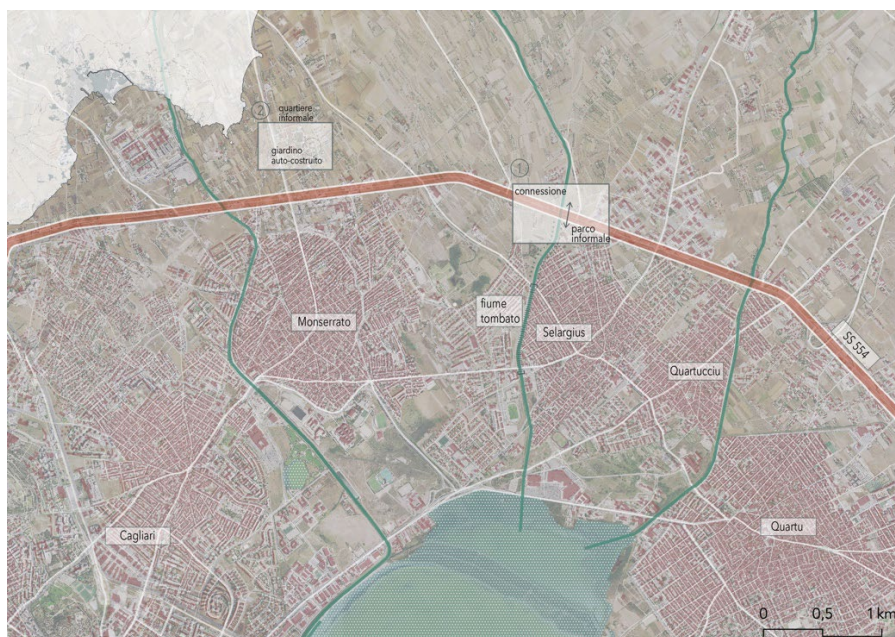 2
quartiere
informale
giardino
auto-costruito
1
connessione
parco
informale
fiume
tombato
Monserrato
Selargius
SS 554
Quartucciu
Cagliari
Quartu
0 0,5 1 km